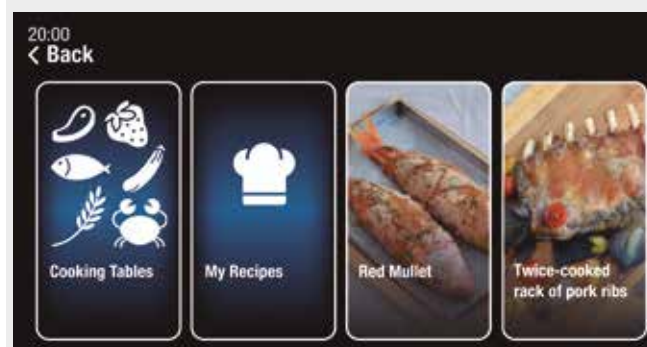 20:00
< Back
Cooking Tables
My Recipes
Red Mullet
Twice-cooked
rack of pork ribs